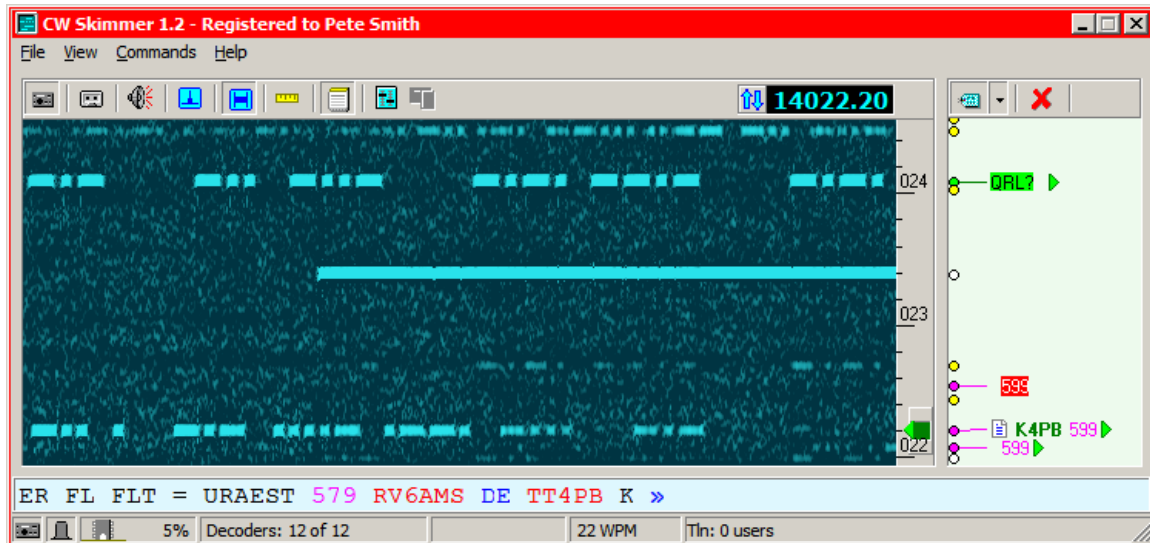 CW Skimmer 1.2 - Registered to Pete Smith
File View Commands Help
14022.20
024
QRL?
023
599
K4PB 599
022
599
ER FL FLT = URAEST 579 RV6AMS DE TT4PB K »
5% Decoders: 12 of 12 22 WPM Tln: 0 users